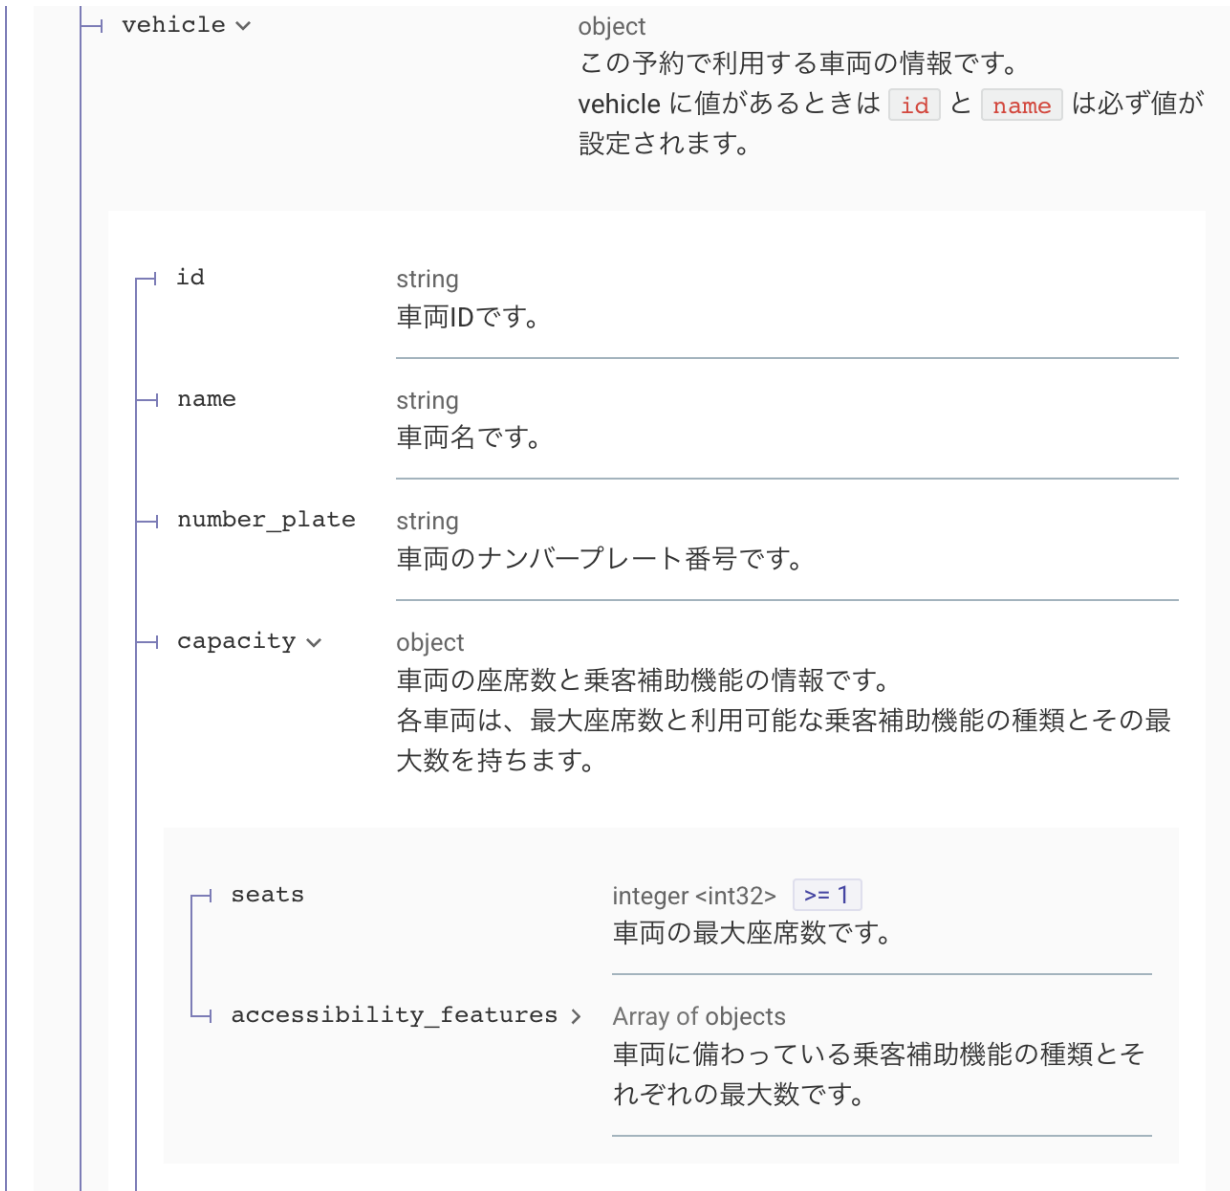 vehicle object
この予約で利用する車両の情報です。
vehicle に値があるときは id と name は必ず値が
設定されます。
id string
車両IDです。
name string
車両名です。
number_plate string
車両のナンバープレート番号です。
capacity object
車両の座席数と乗客補助機能の情報です。
各車両は、最大座席数と利用可能な乗客補助機能の種類とその最
大数を持ちます。
seats integer <int32> >= 1
車両の最大座席数です。
accessibility_features Array of objects
車両に備わっている乗客補助機能の種類とそ
れぞれの最大数です。